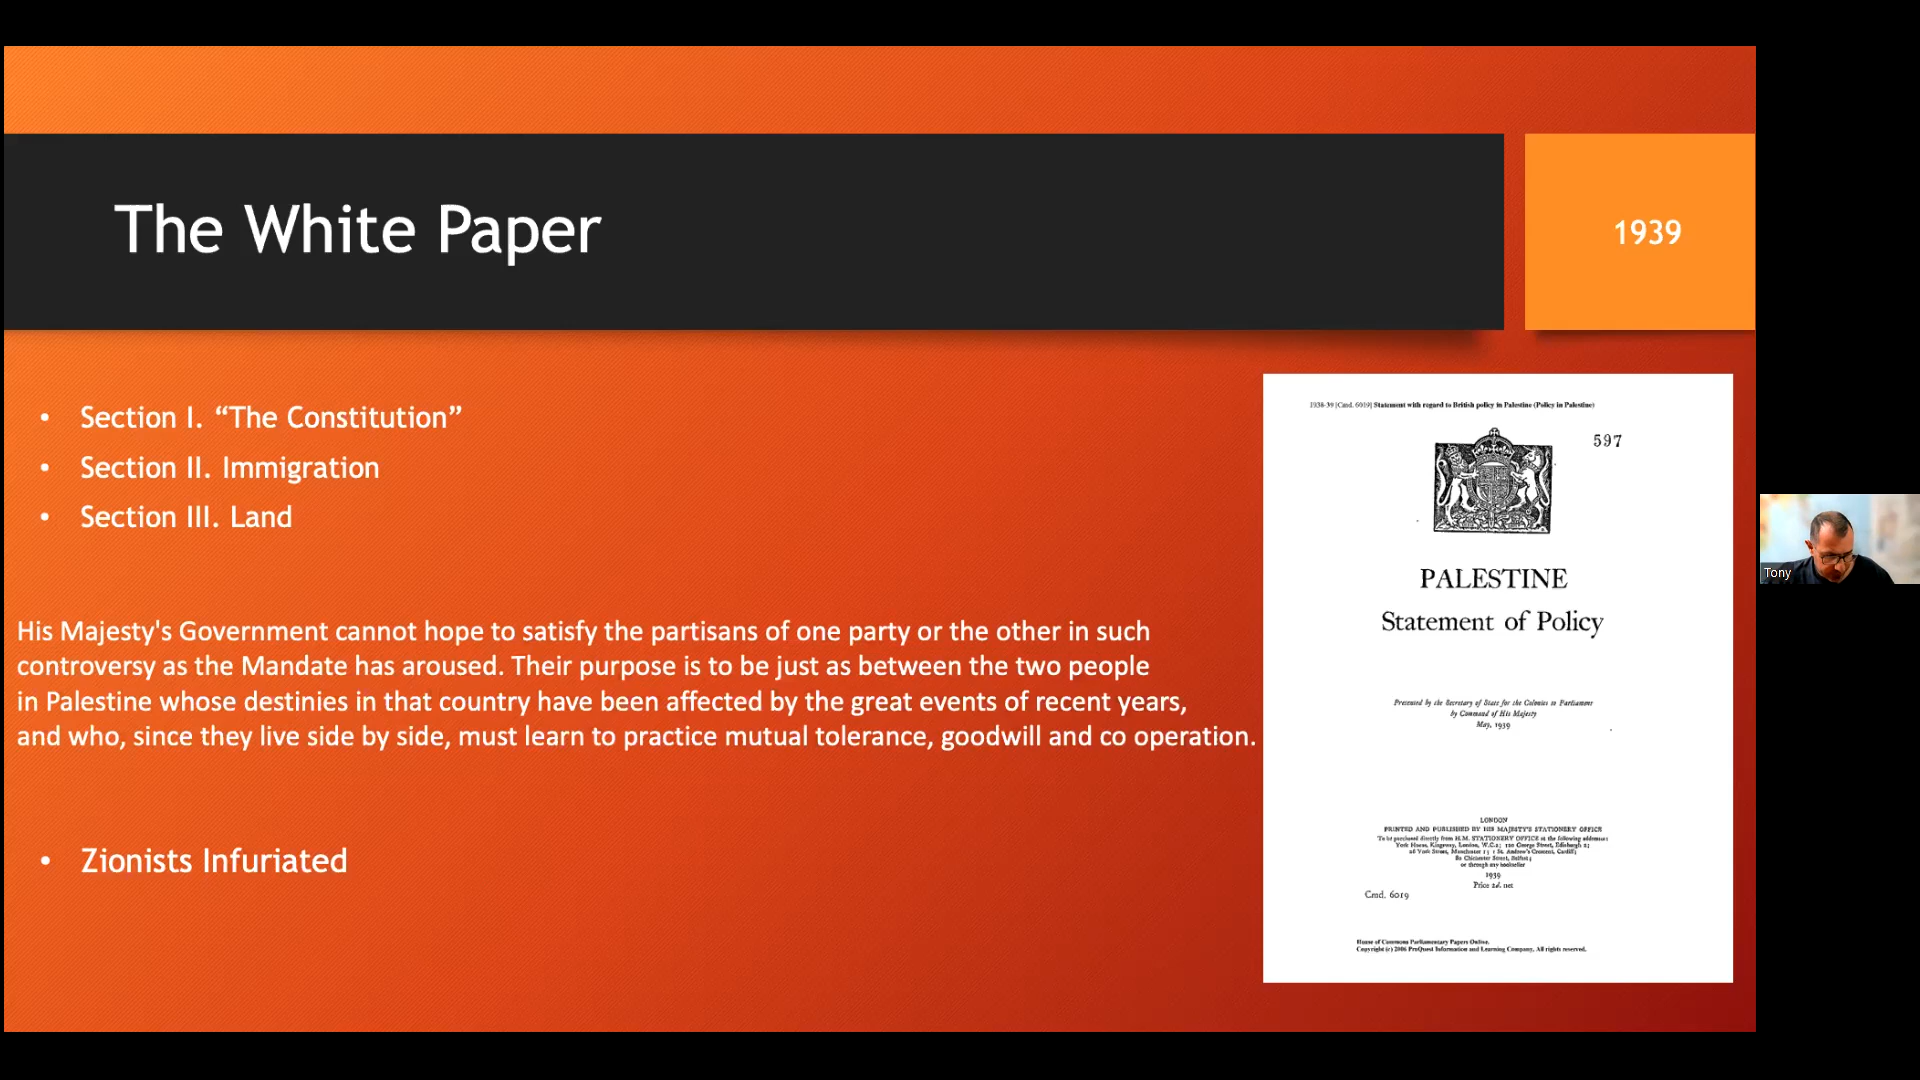 The White Paper
1939
• Section I. “The Constitution”
• Section II. Immigration
• Section III. Land
His Majesty's Government cannot hope to satisfy the partisans of one party or the other in such
controversy as the Mandate has aroused. Their purpose is to be just as between the two people
in Palestine whose destinies in that country have been affected by the great events of recent years,
and who, since they live side by side, must learn to practice mutual tolerance, goodwill and co operation.
• Zionists Infuriated
1938-39 [Cmd. 6019] Statement with regard to British policy in Palestine (Policy in Palestine)
597
PALESTINE
Statement of Policy
Presented by the Secretary of State for the Colonies to Parliament
by Command of His Majesty
May, 1939
LONDON
PRINTED AND PUBLISHED BY HIS MAJESTY'S STATIONERY OFFICE
To be purchased directly from H.M. STATIONERY OFFICE at the following addresses:
York House, Kingsway, London, W.C.2; 120 George Street, Edinburgh 2;
26 York Street, Manchester 1; 1 St. Andrew's Crescent, Cardiff;
80 Chichester Street, Belfast;
or through any bookseller
1939
Price 2d. net
Cmd. 6019
House of Commons Parliamentary Papers Online.
Copyright (c) 2006 ProQuest Information and Learning Company. All rights reserved.
Tony